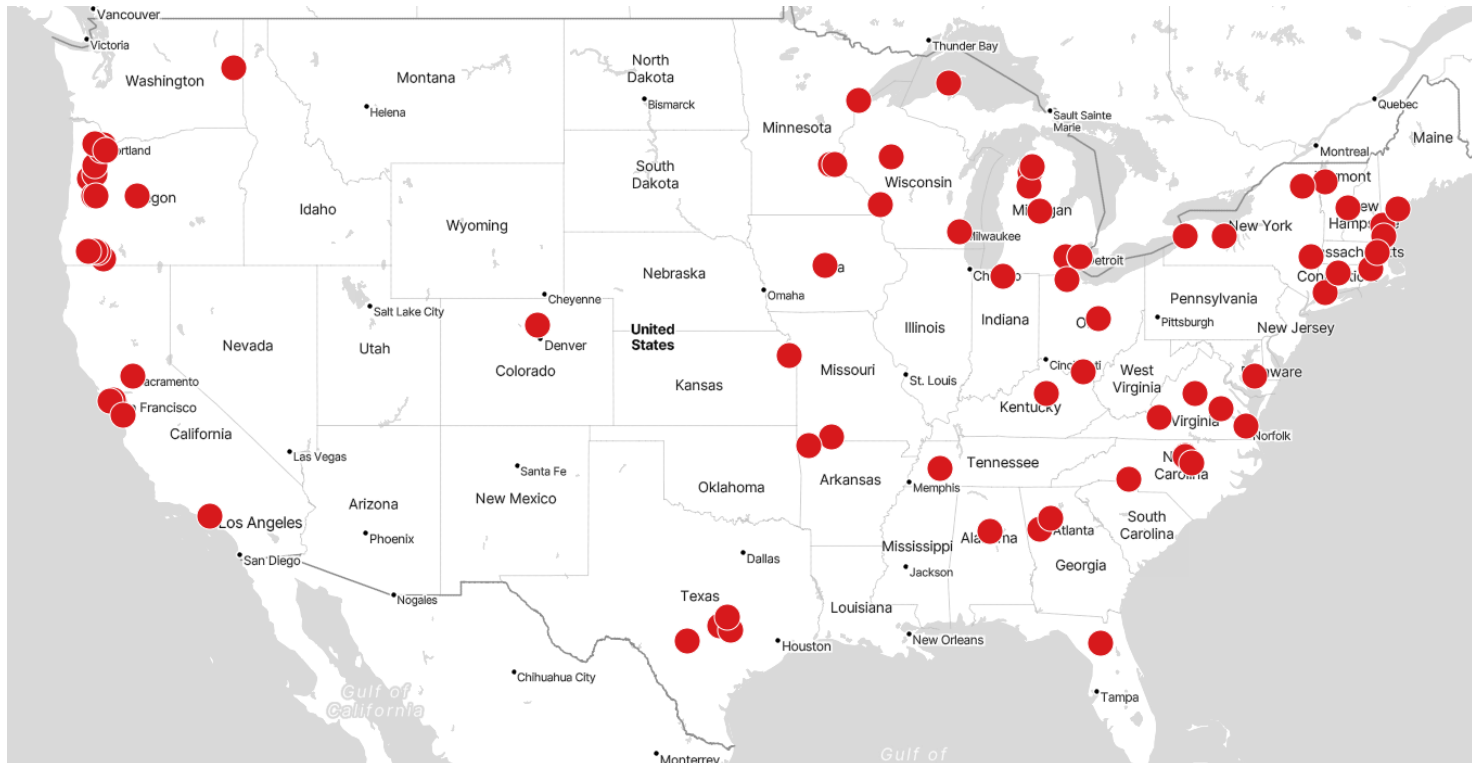 Vancouver
Victoria
Washington
Montana
North
Dakota
Thunder Bay
Helena
Bismarck
Minnesota
Sault Sainte
Marie
Quebec
Maine
Montreal
South
Dakota
Wisconsin
Idaho
Wyoming
New York
Nebraska
Cheyenne
Omaha
Salt Lake City
Pennsylvania
Pittsburgh
New Jersey
Illinois
Indiana
United
States
Nevada
Utah
Denver
Colorado
Kansas
Missouri
St. Louis
West
Virginia
Kentucky
Virginia
Norfolk
California
Las Vegas
Santa Fe
Tennessee
Memphis
Oklahoma
Arkansas
New Mexico
Arizona
Los Angeles
Phoenix
San Diego
South
Carolina
Carolina
Atlanta
Georgia
Mississippi
Jackson
Dallas
Texas
Louisiana
Nogales
New Orleans
Houston
Chihuahua City
Gulf of
California
Tampa
Monterrey
Gulf of